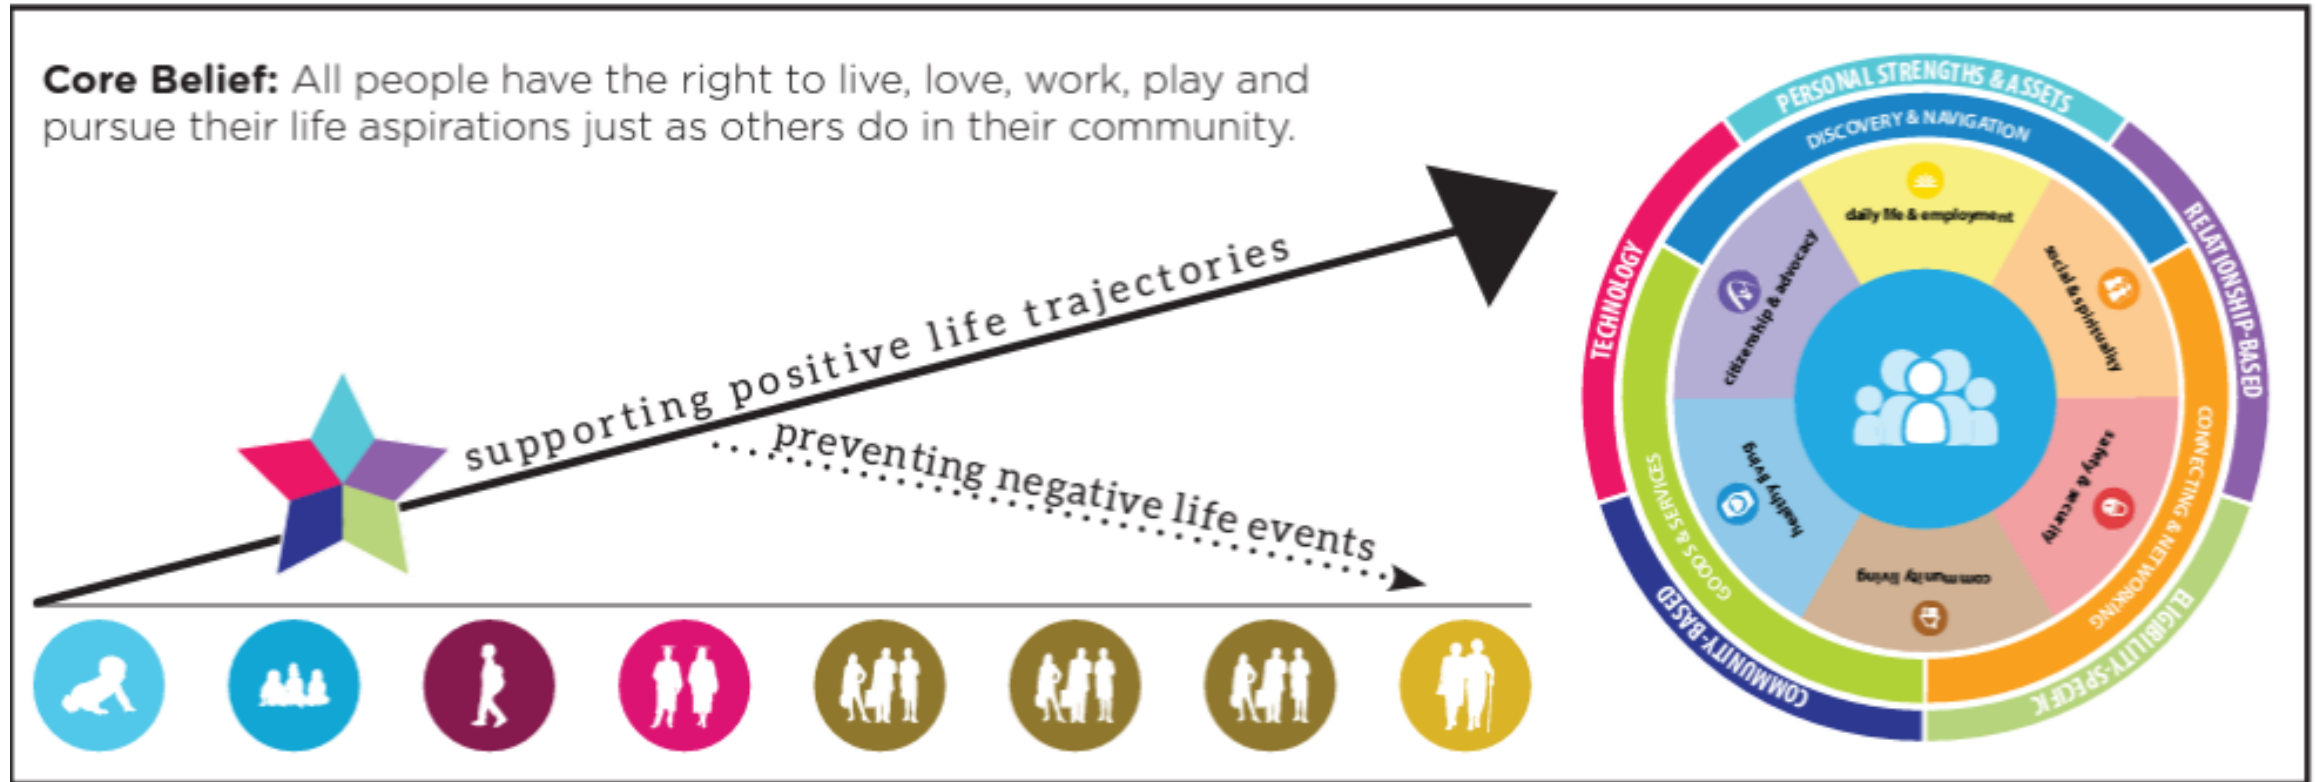 Core Belief: All people have the right to live, love, work, play and
pursue their life aspirations just as others do in their community.
supporting positive life trajectories
preventing negative life events
PERSONAL STRENGTHS & ASSETS
RELATIONSHIP-BASED
ELIGIBILITY-SPECIFIC
COMMUNITY-BASED
TECHNOLOGY
DISCOVERY & NAVIGATION
CONNECTING & NETWORKING
GOODS & SERVICES
daily life & employment
social & spirituality
safety & security
community living
healthy living
citizenship & advocacy